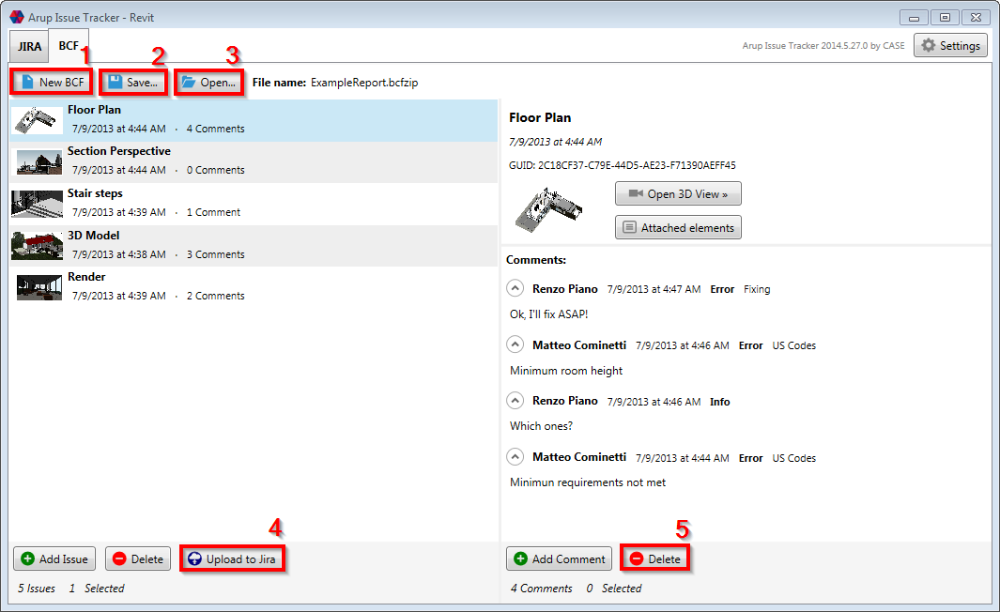 Arup Issue Tracker - Revit
JIRA BCF
Arup Issue Tracker 2014.5.27.0 by CASE Settings
1 2 3
New BCF Save... Open... File name: ExampleReport.bcfzip
Floor Plan
7/9/2013 at 4:44 AM · 4 Comments
Section Perspective
7/9/2013 at 4:44 AM · 0 Comments
Stair steps
7/9/2013 at 4:39 AM · 1 Comment
3D Model
7/9/2013 at 4:38 AM · 3 Comments
Render
7/9/2013 at 4:39 AM · 2 Comments
4
Add Issue Delete Upload to Jira
5 Issues 1 Selected
Floor Plan
7/9/2013 at 4:44 AM
GUID: 2C18CF37-C79E-44D5-AE23-F71390AEFF45
Open 3D View »
Attached elements
Comments:
Renzo Piano 7/9/2013 at 4:47 AM Error Fixing
Ok, I'll fix ASAP!
Matteo Cominetti 7/9/2013 at 4:46 AM Error US Codes
Minimum room height
Renzo Piano 7/9/2013 at 4:46 AM Info
Which ones?
Matteo Cominetti 7/9/2013 at 4:44 AM Error US Codes
Minimun requirements not met
5
Add Comment Delete
4 Comments 0 Selected